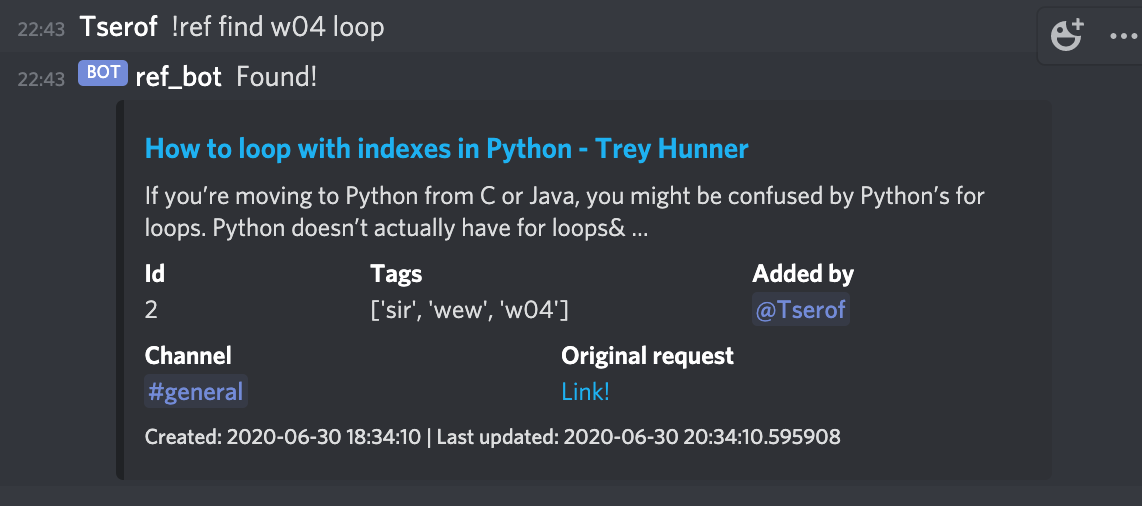 22:43 Tserof !ref find w04 loop
22:43 BOT ref_bot Found!
How to loop with indexes in Python - Trey Hunner
If you’re moving to Python from C or Java, you might be confused by Python’s for
loops. Python doesn’t actually have for loops& ...
Id Tags Added by
2 ['sir', 'wew', 'w04'] @Tserof
Channel Original request
#general Link!
Created: 2020-06-30 18:34:10 | Last updated: 2020-06-30 20:34:10.595908